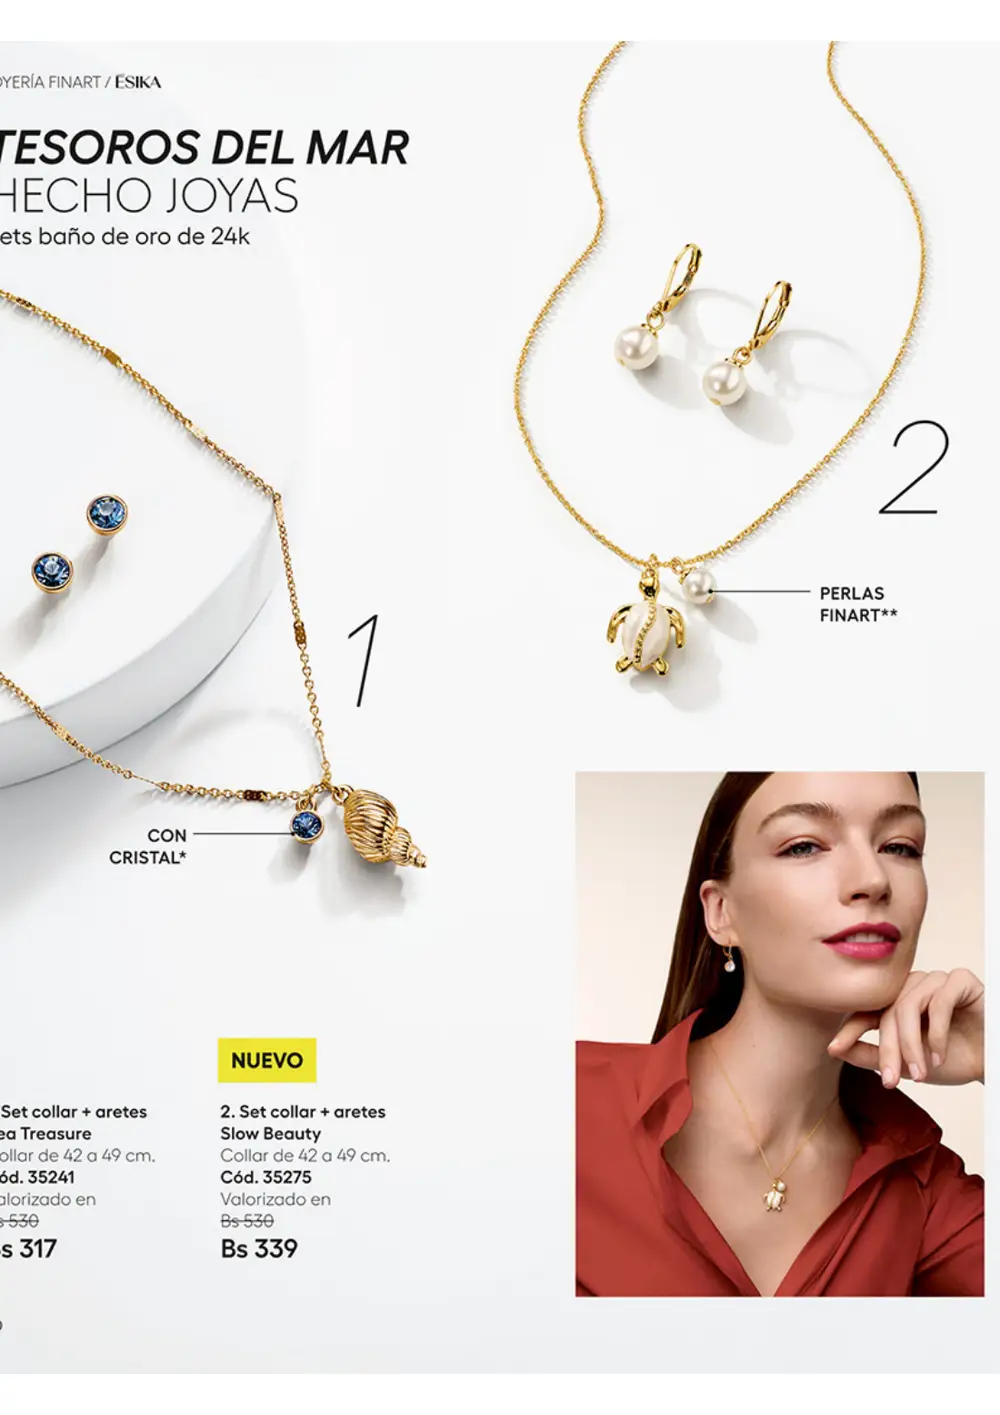 OYERÍA FINART / ÉSIKA
TESOROS DEL MAR
HECHO JOYAS
ets baño de oro de 24k
2
PERLAS
FINART**
1
CON
CRISTAL*
NUEVO
Set collar + aretes
ea Treasure
ollar de 42 a 49 cm.
ód. 35241
alorizado en
s 530
s 317
2. Set collar + aretes
Slow Beauty
Collar de 42 a 49 cm.
Cód. 35275
Valorizado en
Bs 530
Bs 339